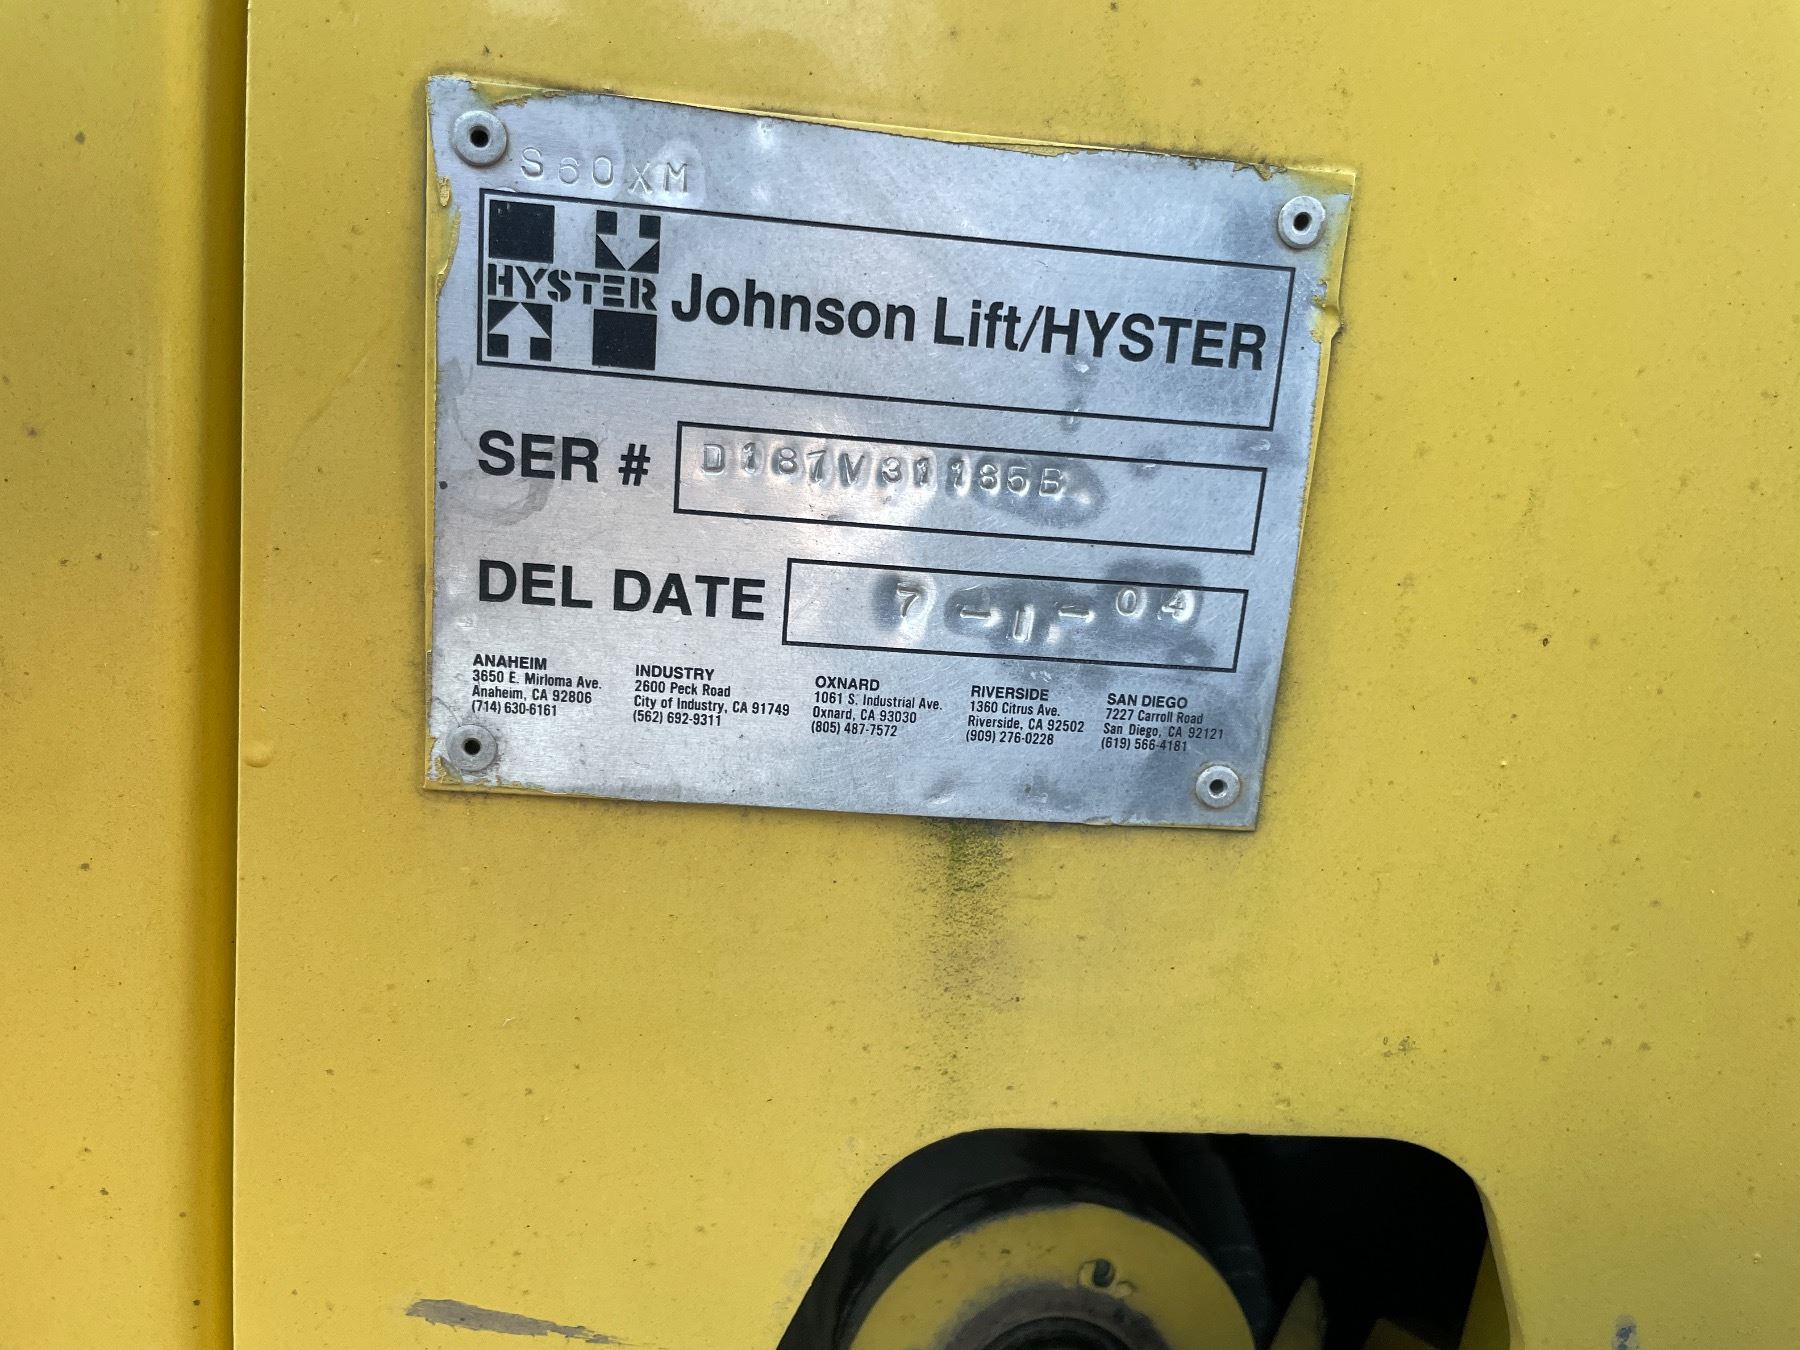 S60XM
HYSTER
Johnson Lift/HYSTER
SER # D187V31185B
DEL DATE 7-1-04
ANAHEIM
3650 E. Mirloma Ave.
Anaheim, CA 92806
(714) 630-6161
INDUSTRY
2600 Peck Road
City of Industry, CA 91749
(562) 692-9311
OXNARD
1061 S. Industrial Ave.
Oxnard, CA 93030
(805) 487-7572
RIVERSIDE
1360 Citrus Ave.
Riverside, CA 92502
(909) 276-0228
SAN DIEGO
7227 Carroll Road
San Diego, CA 92121
(619) 566-4181